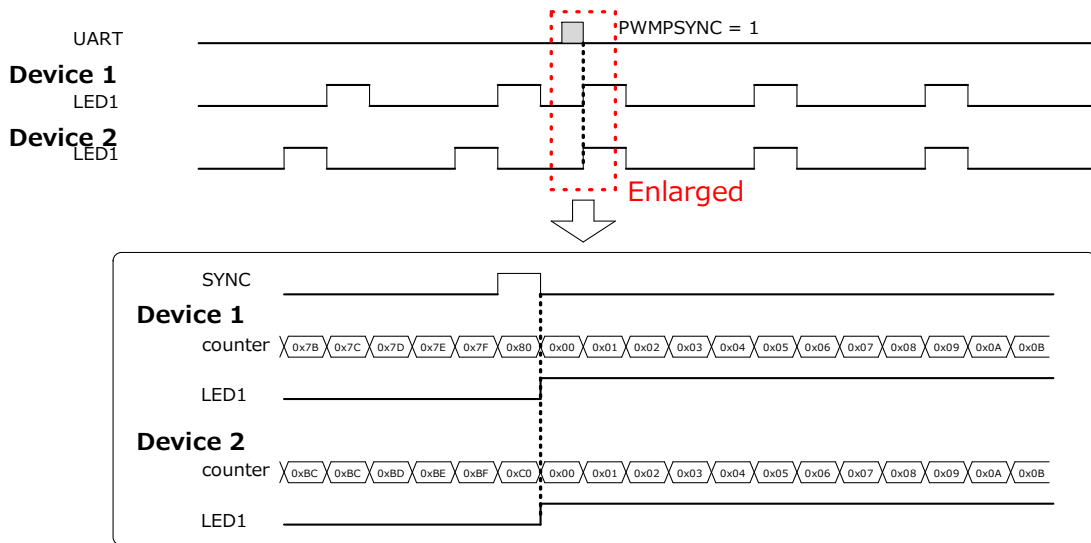 UART PWMPSYNC = 1
Device 1
LED1
Device 2
LED1
Enlarged
SYNC
Device 1
counter 0x7B 0x7C 0x7D 0x7E 0x7F 0x80 0x00 0x01 0x02 0x03 0x04 0x05 0x06 0x07 0x08 0x09 0x0A 0x0B
LED1
Device 2
counter 0xBC 0xBC 0xBD 0xBE 0xBF 0xC0 0x00 0x01 0x02 0x03 0x04 0x05 0x06 0x07 0x08 0x09 0x0A 0x0B
LED1